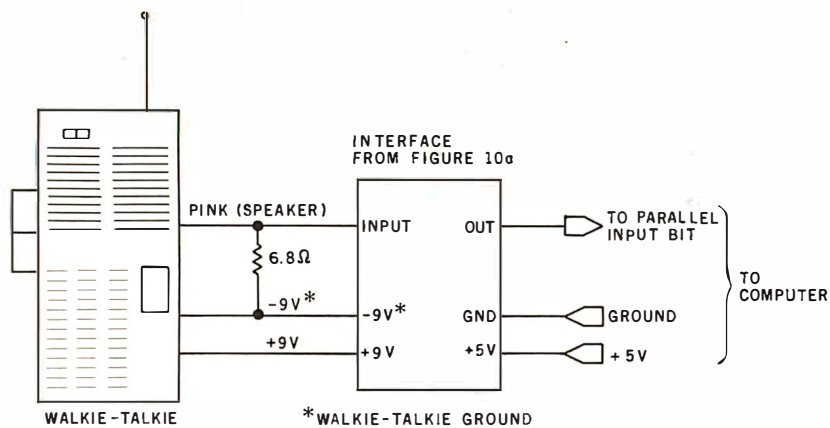 INTERFACE
FROM FIGURE 10a
PINK (SPEAKER)
INPUT
OUT
TO PARALLEL
INPUT BIT
6.8Ω
TO
COMPUTER
-9V*
-9V*
GND
GROUND
+9V
+9V
+5V
+5V
WALKIE-TALKIE
*WALKIE-TALKIE GROUND